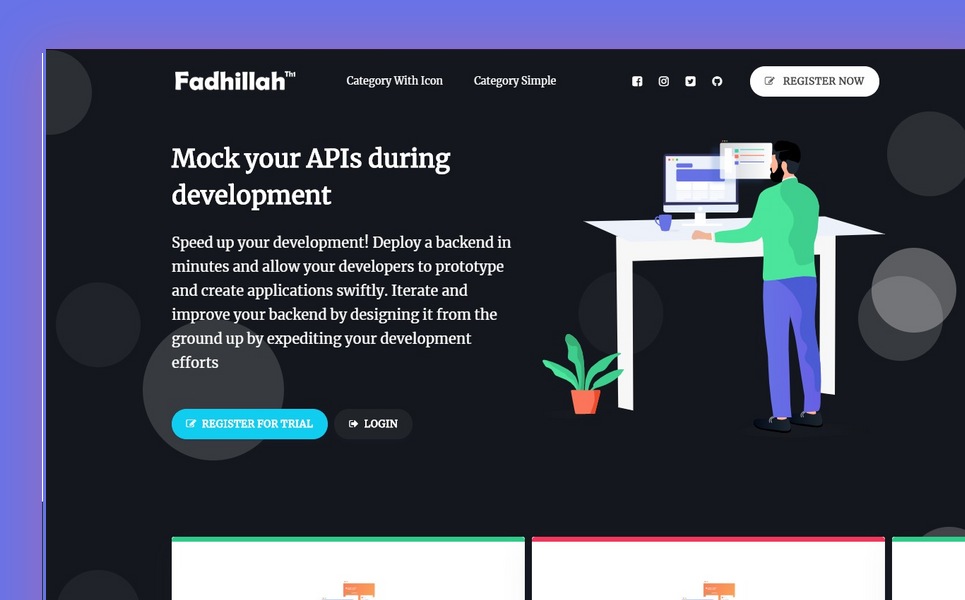 Fadhillah™ Category With Icon Category Simple REGISTER NOW
Mock your APIs during
development
Speed up your development! Deploy a backend in
minutes and allow your developers to prototype
and create applications swiftly. Iterate and
improve your backend by designing it from the
ground up by expediting your development
efforts
REGISTER FOR TRIAL LOGIN